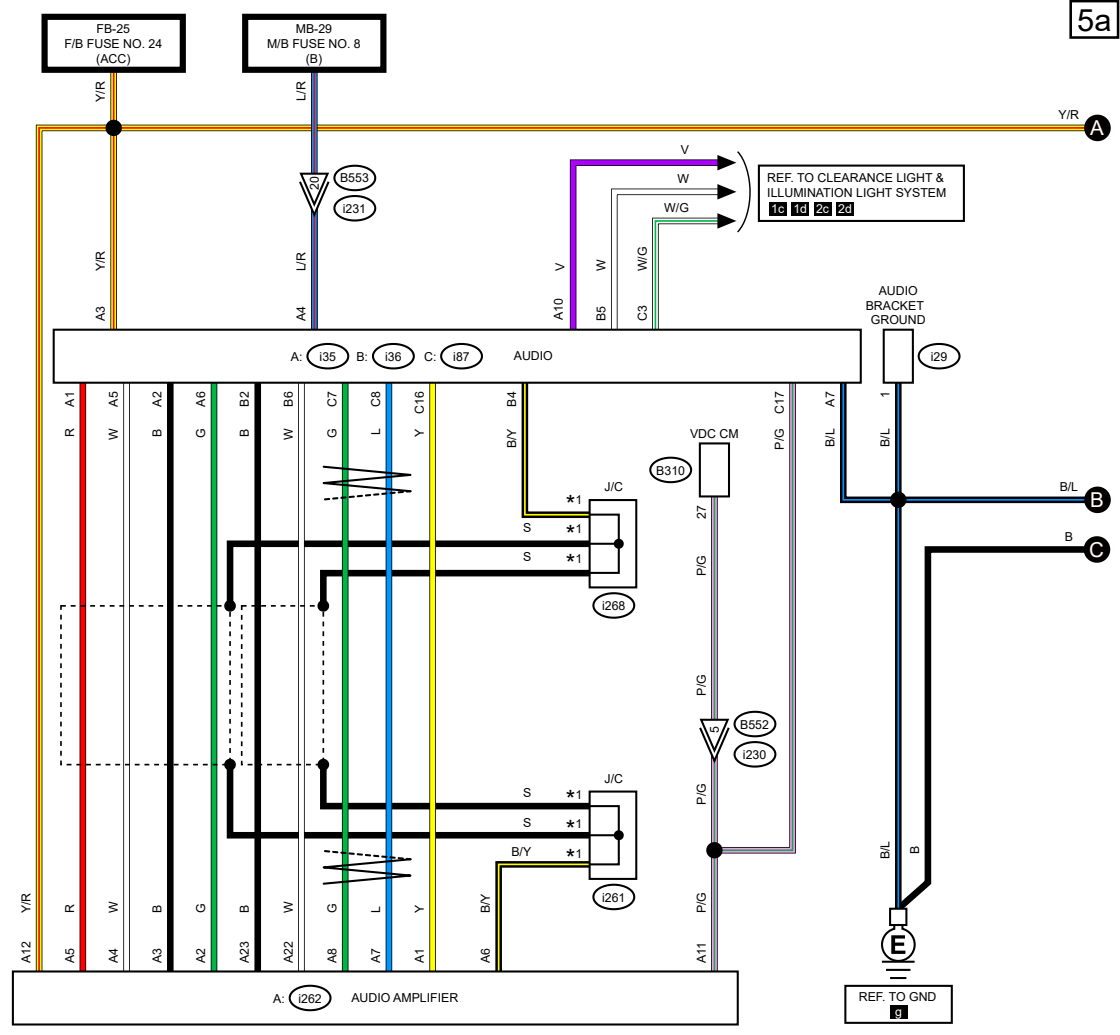 5a
FB-25
F/B FUSE NO. 24
(ACC)
MB-29
M/B FUSE NO. 8
(B)
Y/R
L/R
Y/R
A
20
B553
i231
V
W
W/G
REF. TO CLEARANCE LIGHT &
ILLUMINATION LIGHT SYSTEM
1c 1d 2c 2d
Y/R
L/R
V
W
W/G
A3
A4
A10
B5
C3
AUDIO
BRACKET
GROUND
A: i35 B: i36 C: i87 AUDIO
i29
A1
A5
A2
A6
B2
B6
C7
C8
C16
B4
C17
A7
1
R
W
B
G
B
W
G
L
Y
B/Y
P/G
B/L
B/L
VDC CM
B310
27
J/C
*1
S *1
S *1
i268
B/L
B
B
C
P/G
P/G
5
B552
i230
P/G
J/C
S *1
S *1
B/Y *1
i261
B/L
B
Y/R
R
W
B
G
B
W
G
L
Y
B/Y
P/G
A12
A5
A4
A3
A2
A23
A22
A8
A7
A1
A6
A11
E
A: i262 AUDIO AMPLIFIER
REF. TO GND
g